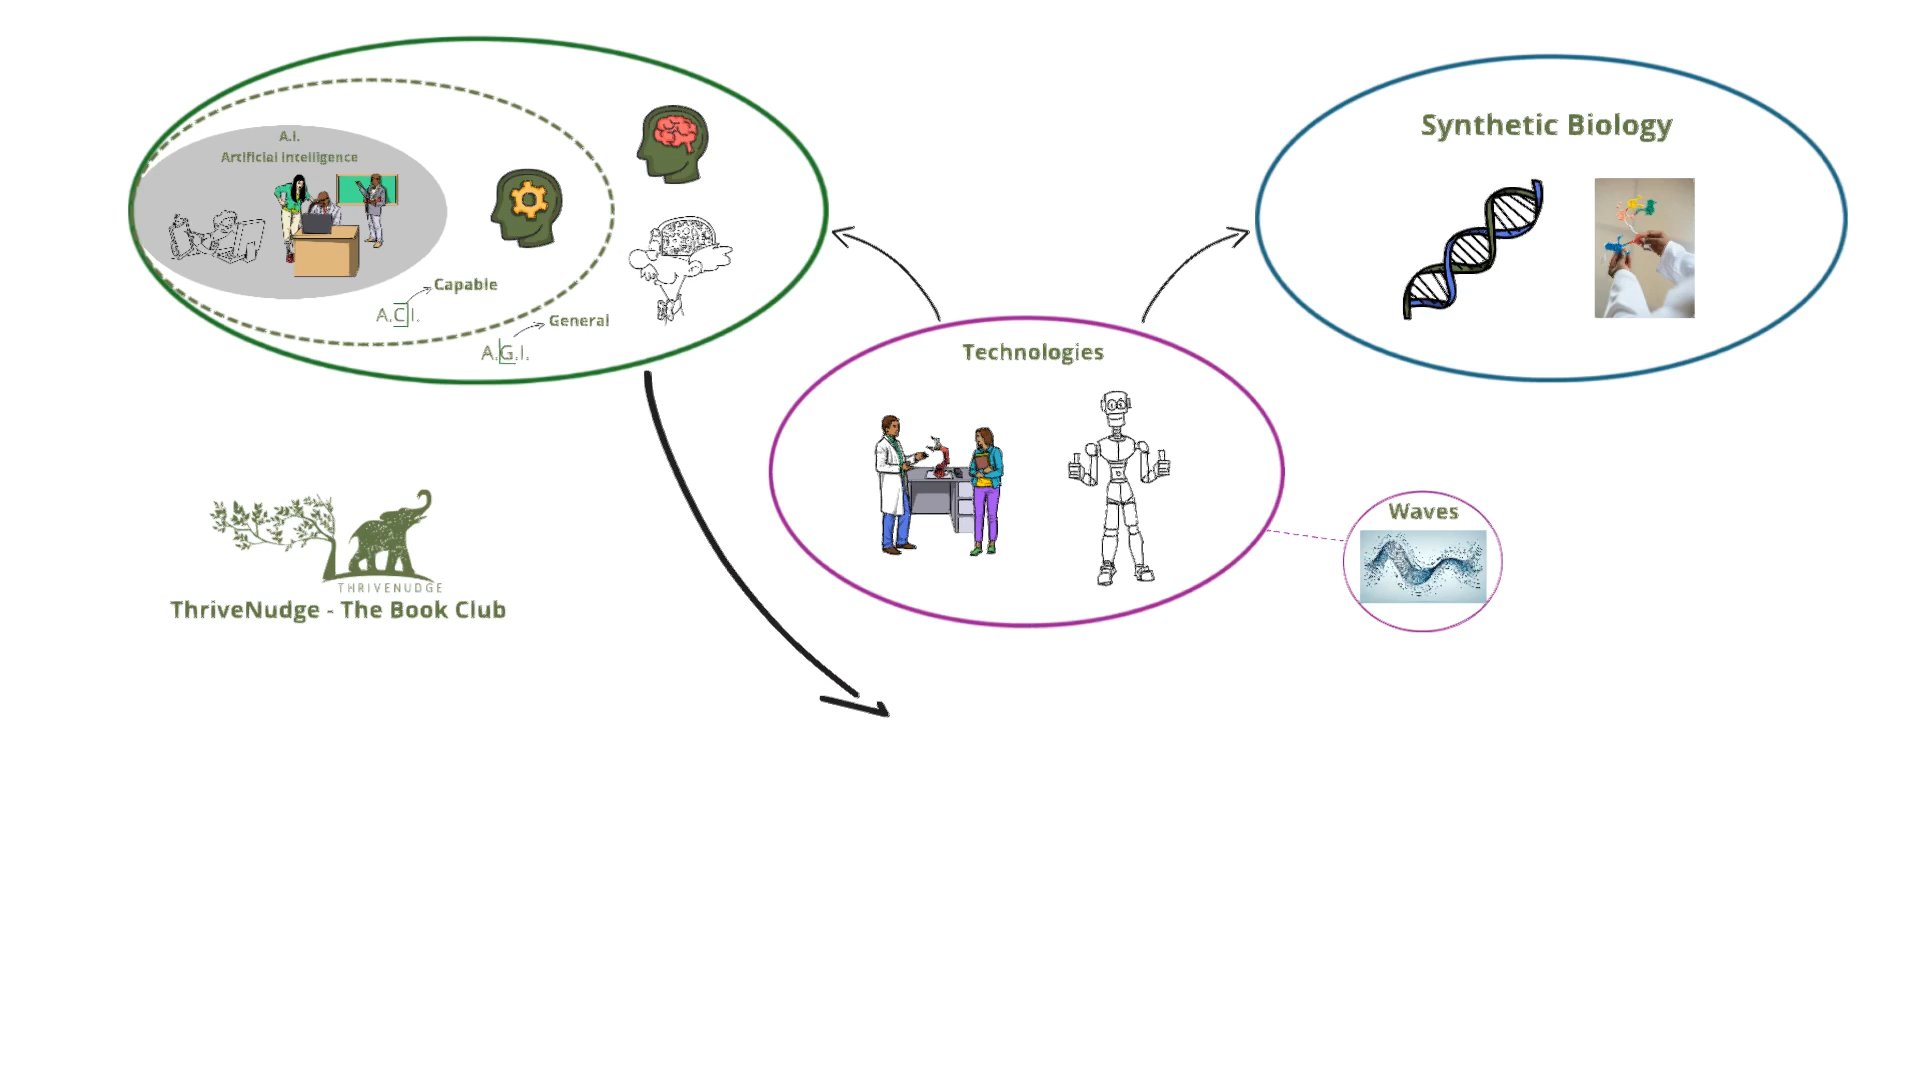 A.I.
Artificial Intelligence
Capable
A.C.I.
General
A.G.I.
Synthetic Biology
Technologies
Waves
THRIVENUDGE
ThriveNudge - The Book Club